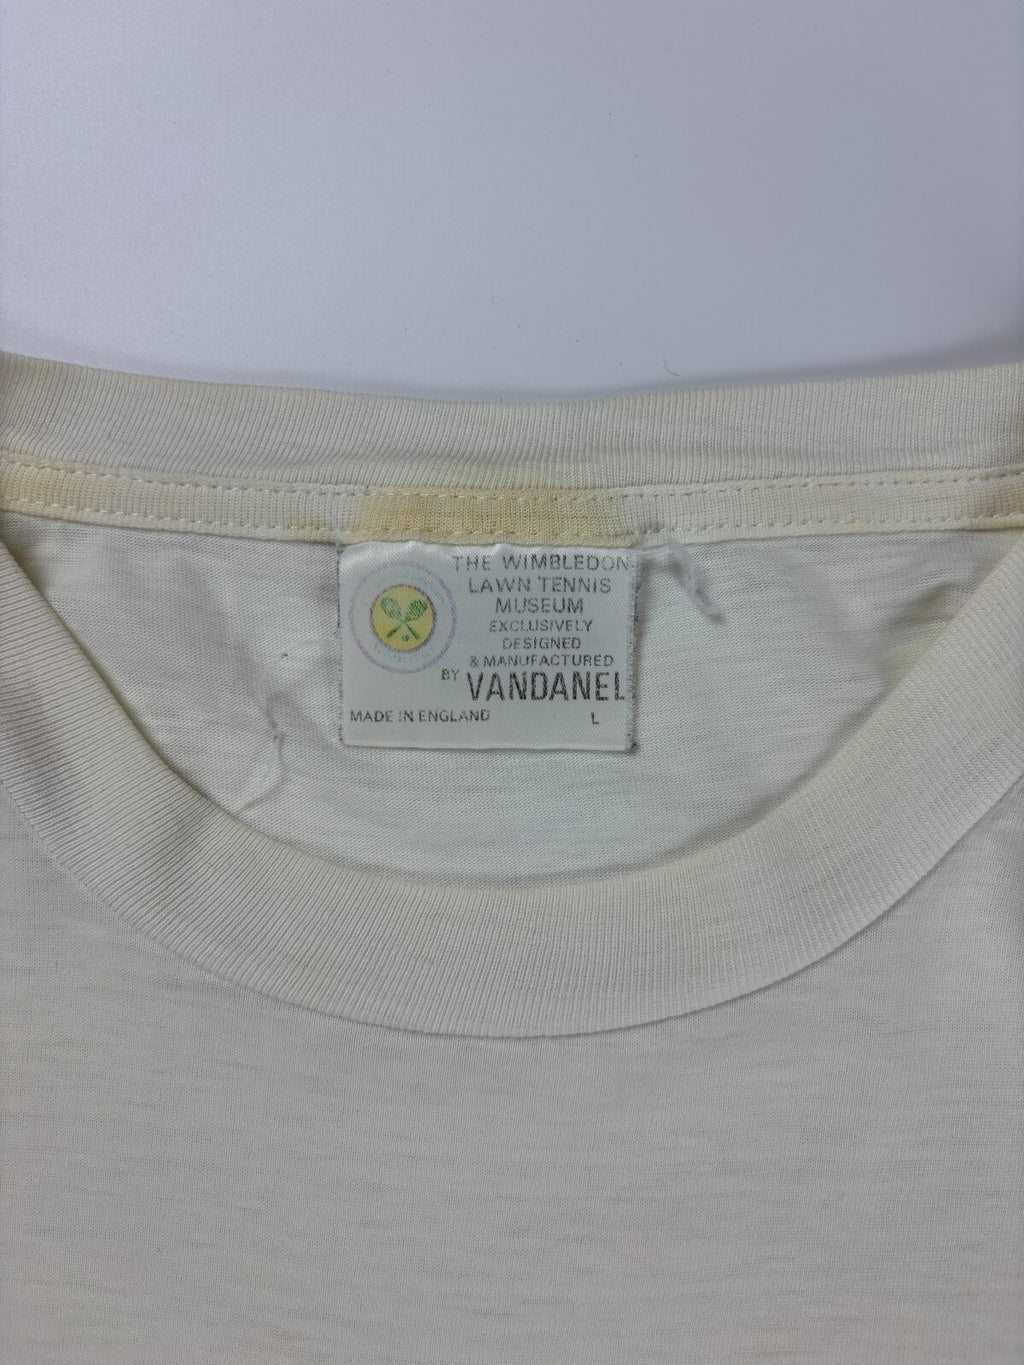 THE WIMBLEDON
LAWN TENNIS
MUSEUM
EXCLUSIVELY
DESIGNED
& MANUFACTURED
BY VANDANEL
MADE IN ENGLAND L